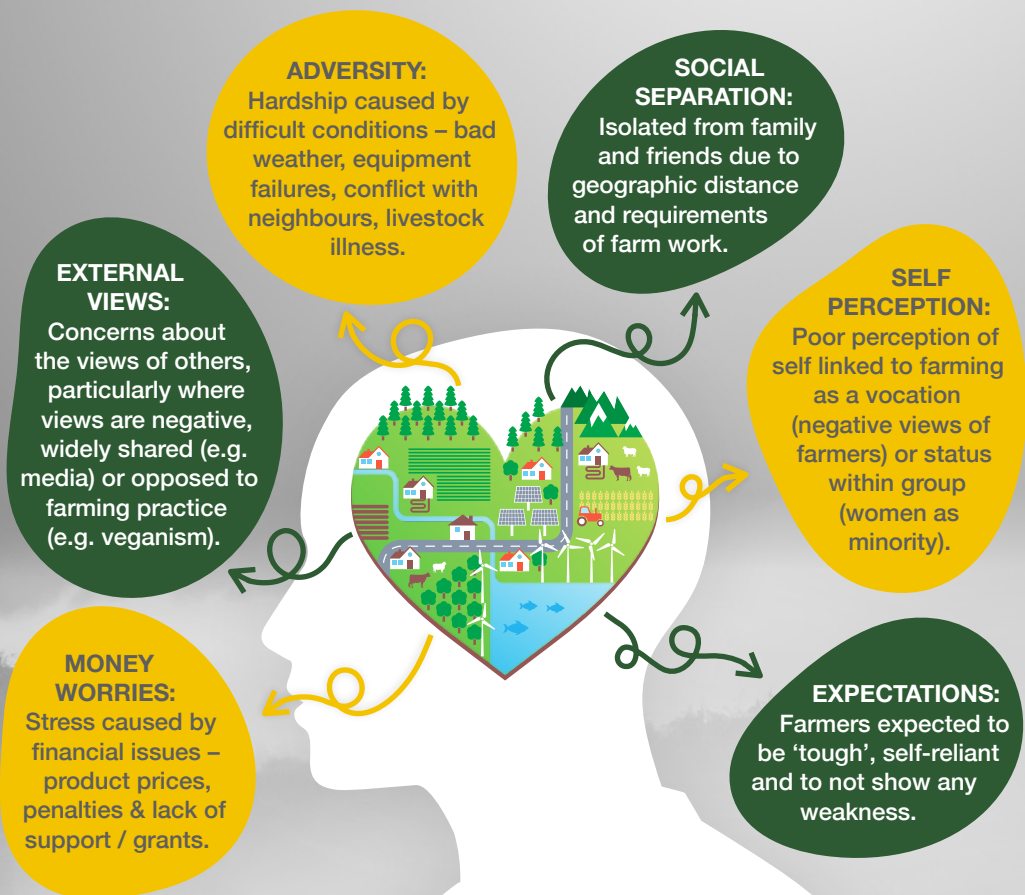 ADVERSITY:
Hardship caused by
difficult conditions – bad
weather, equipment
failures, conflict with
neighbours, livestock
illness.
SOCIAL
SEPARATION:
Isolated from family
and friends due to
geographic distance
and requirements
of farm work.
EXTERNAL
VIEWS:
Concerns about
the views of others,
particularly where
views are negative,
widely shared (e.g.
media) or opposed to
farming practice
(e.g. veganism).
SELF
PERCEPTION:
Poor perception of
self linked to farming
as a vocation
(negative views of
farmers) or status
within group
(women as
minority).
MONEY
WORRIES:
Stress caused by
financial issues –
product prices,
penalties & lack of
support / grants.
EXPECTATIONS:
Farmers expected to
be ‘tough’, self-reliant
and to not show any
weakness.